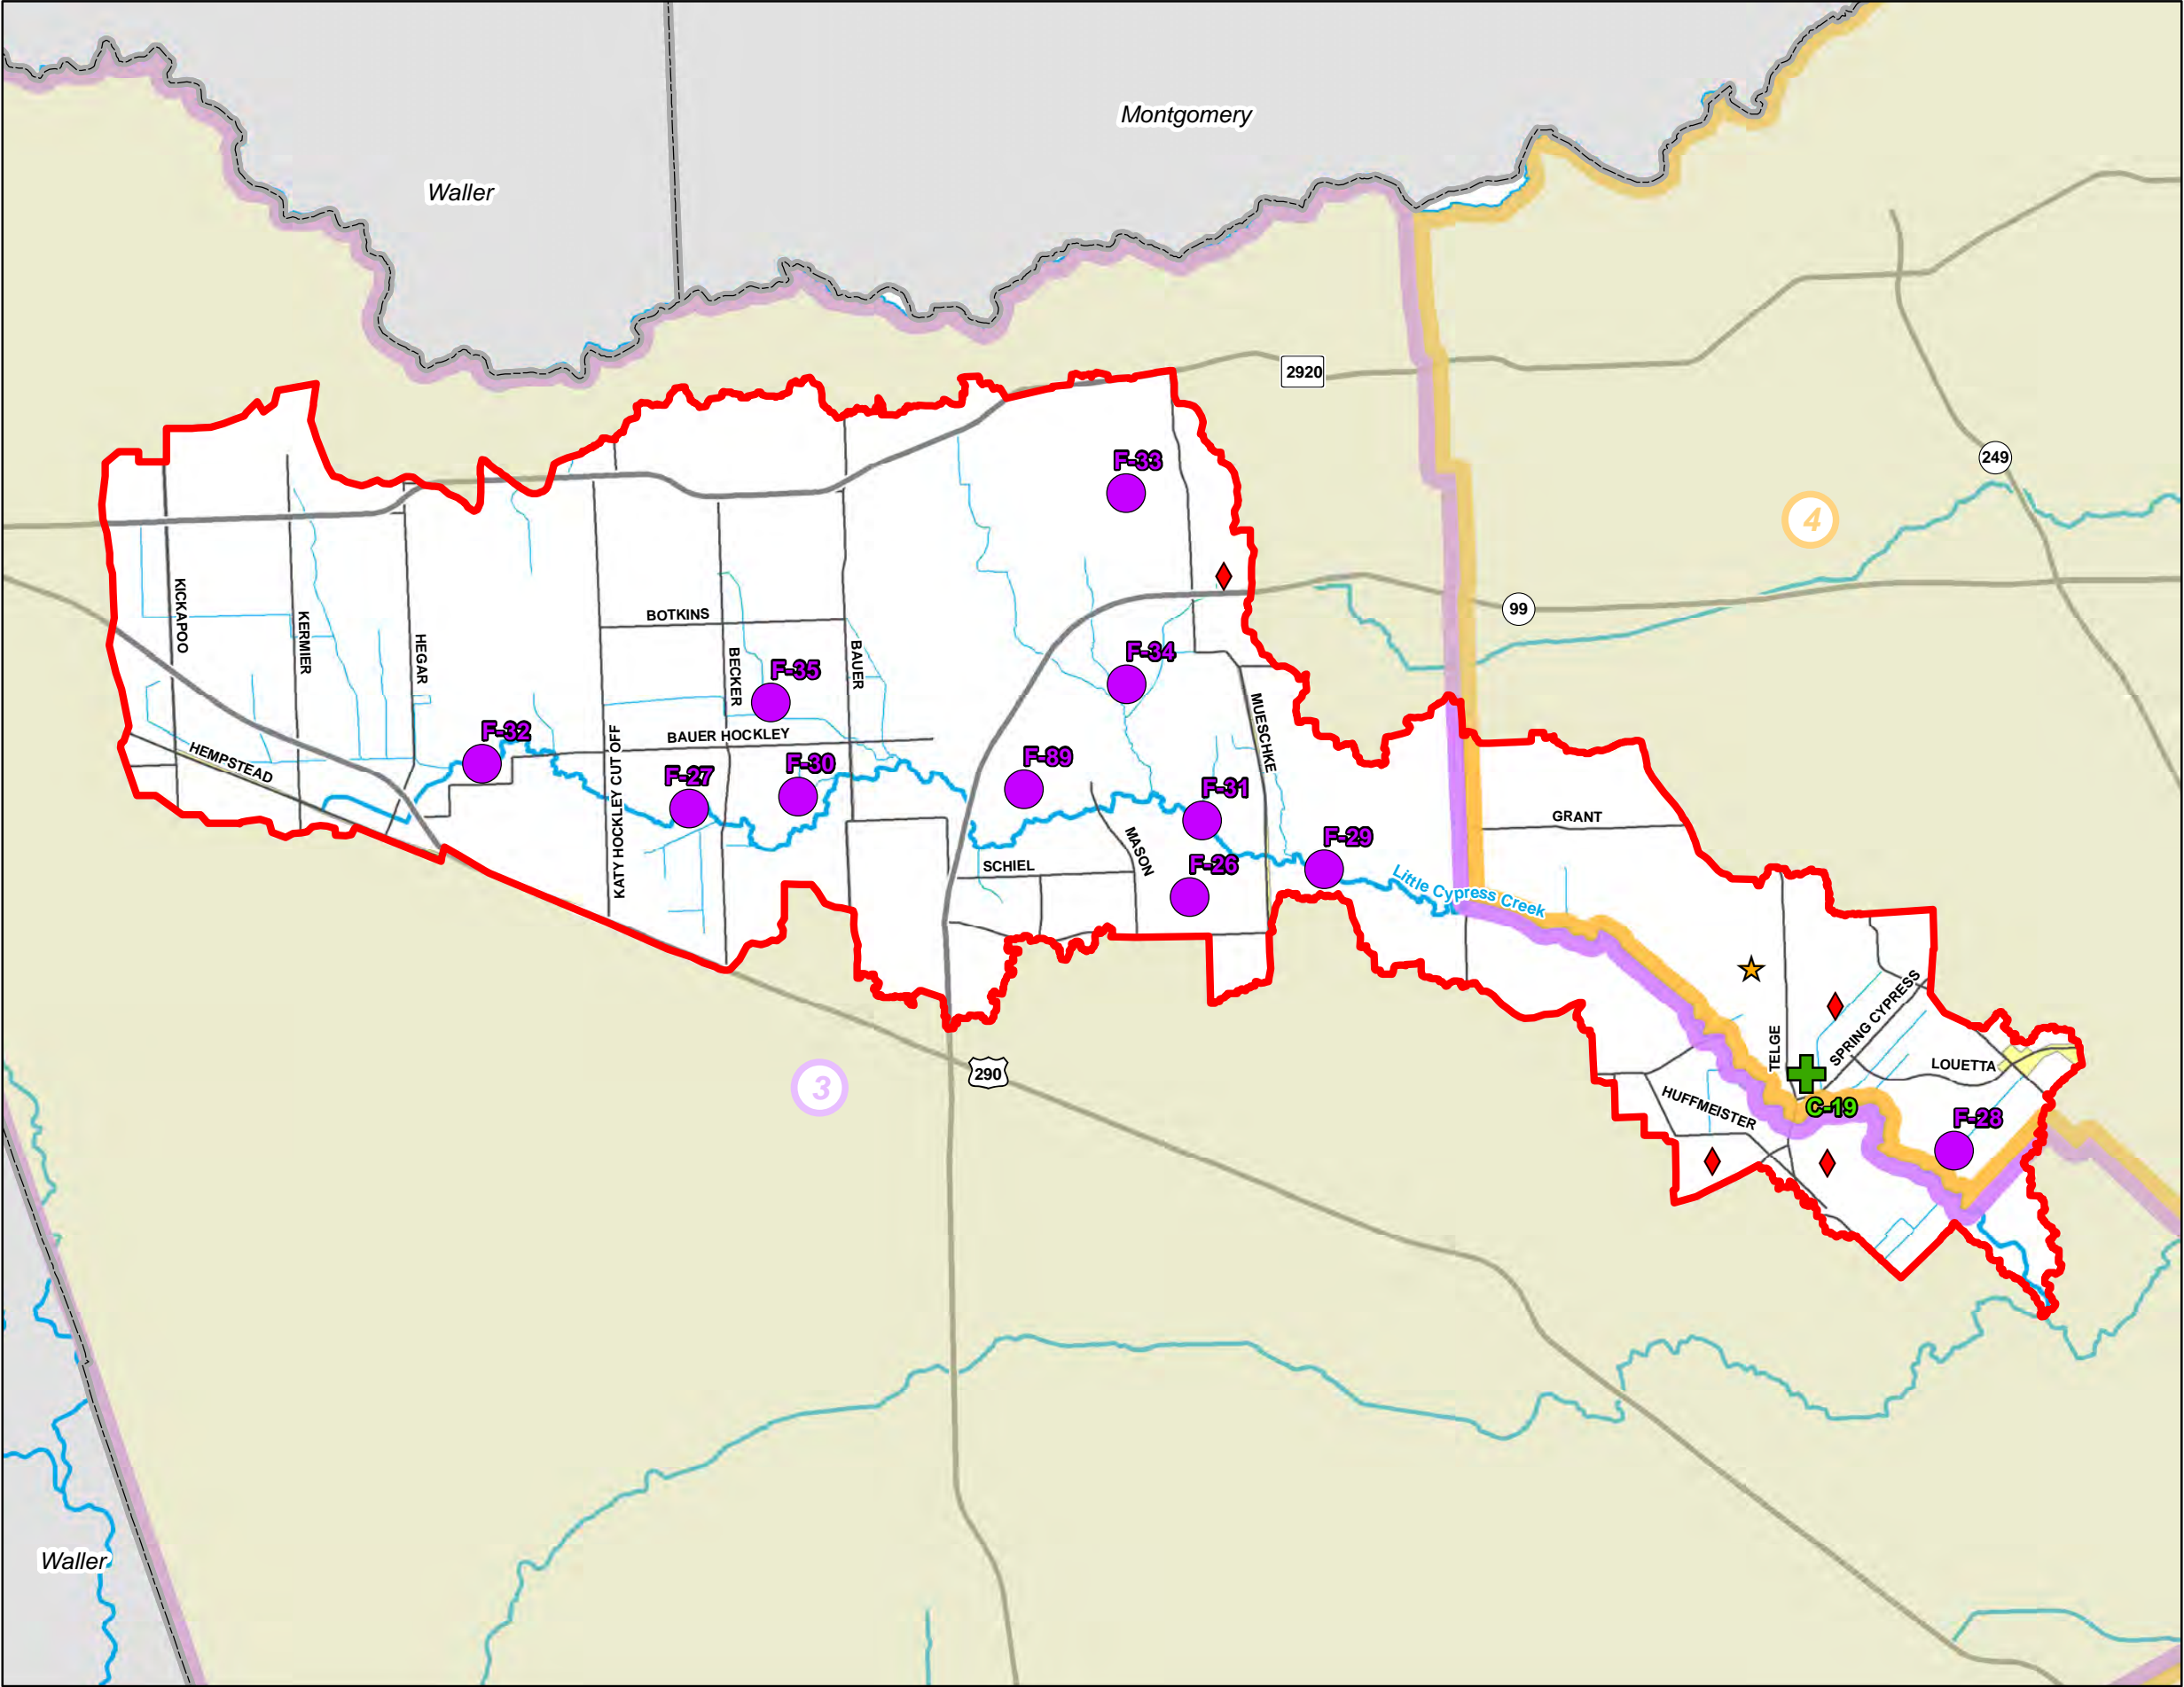 Montgomery
Waller
2920
F-33
249
4
KICKAPOO
KERMIER
HEGAR
BOTKINS
BECKER
BAUER
99
F-34
F-35
MUESCHKE
F-32
BAUER HOCKLEY
HEMPSTEAD
KATY HOCKLEY CUT OFF
F-27
F-30
F-89
F-31
GRANT
MASON
F-29
SCHIEL
F-26
Little Cypress Creek
SPRING CYPRESS
TELGE
LOUETTA
290
3
HUFFMEISTER
C-19
F-28
Waller